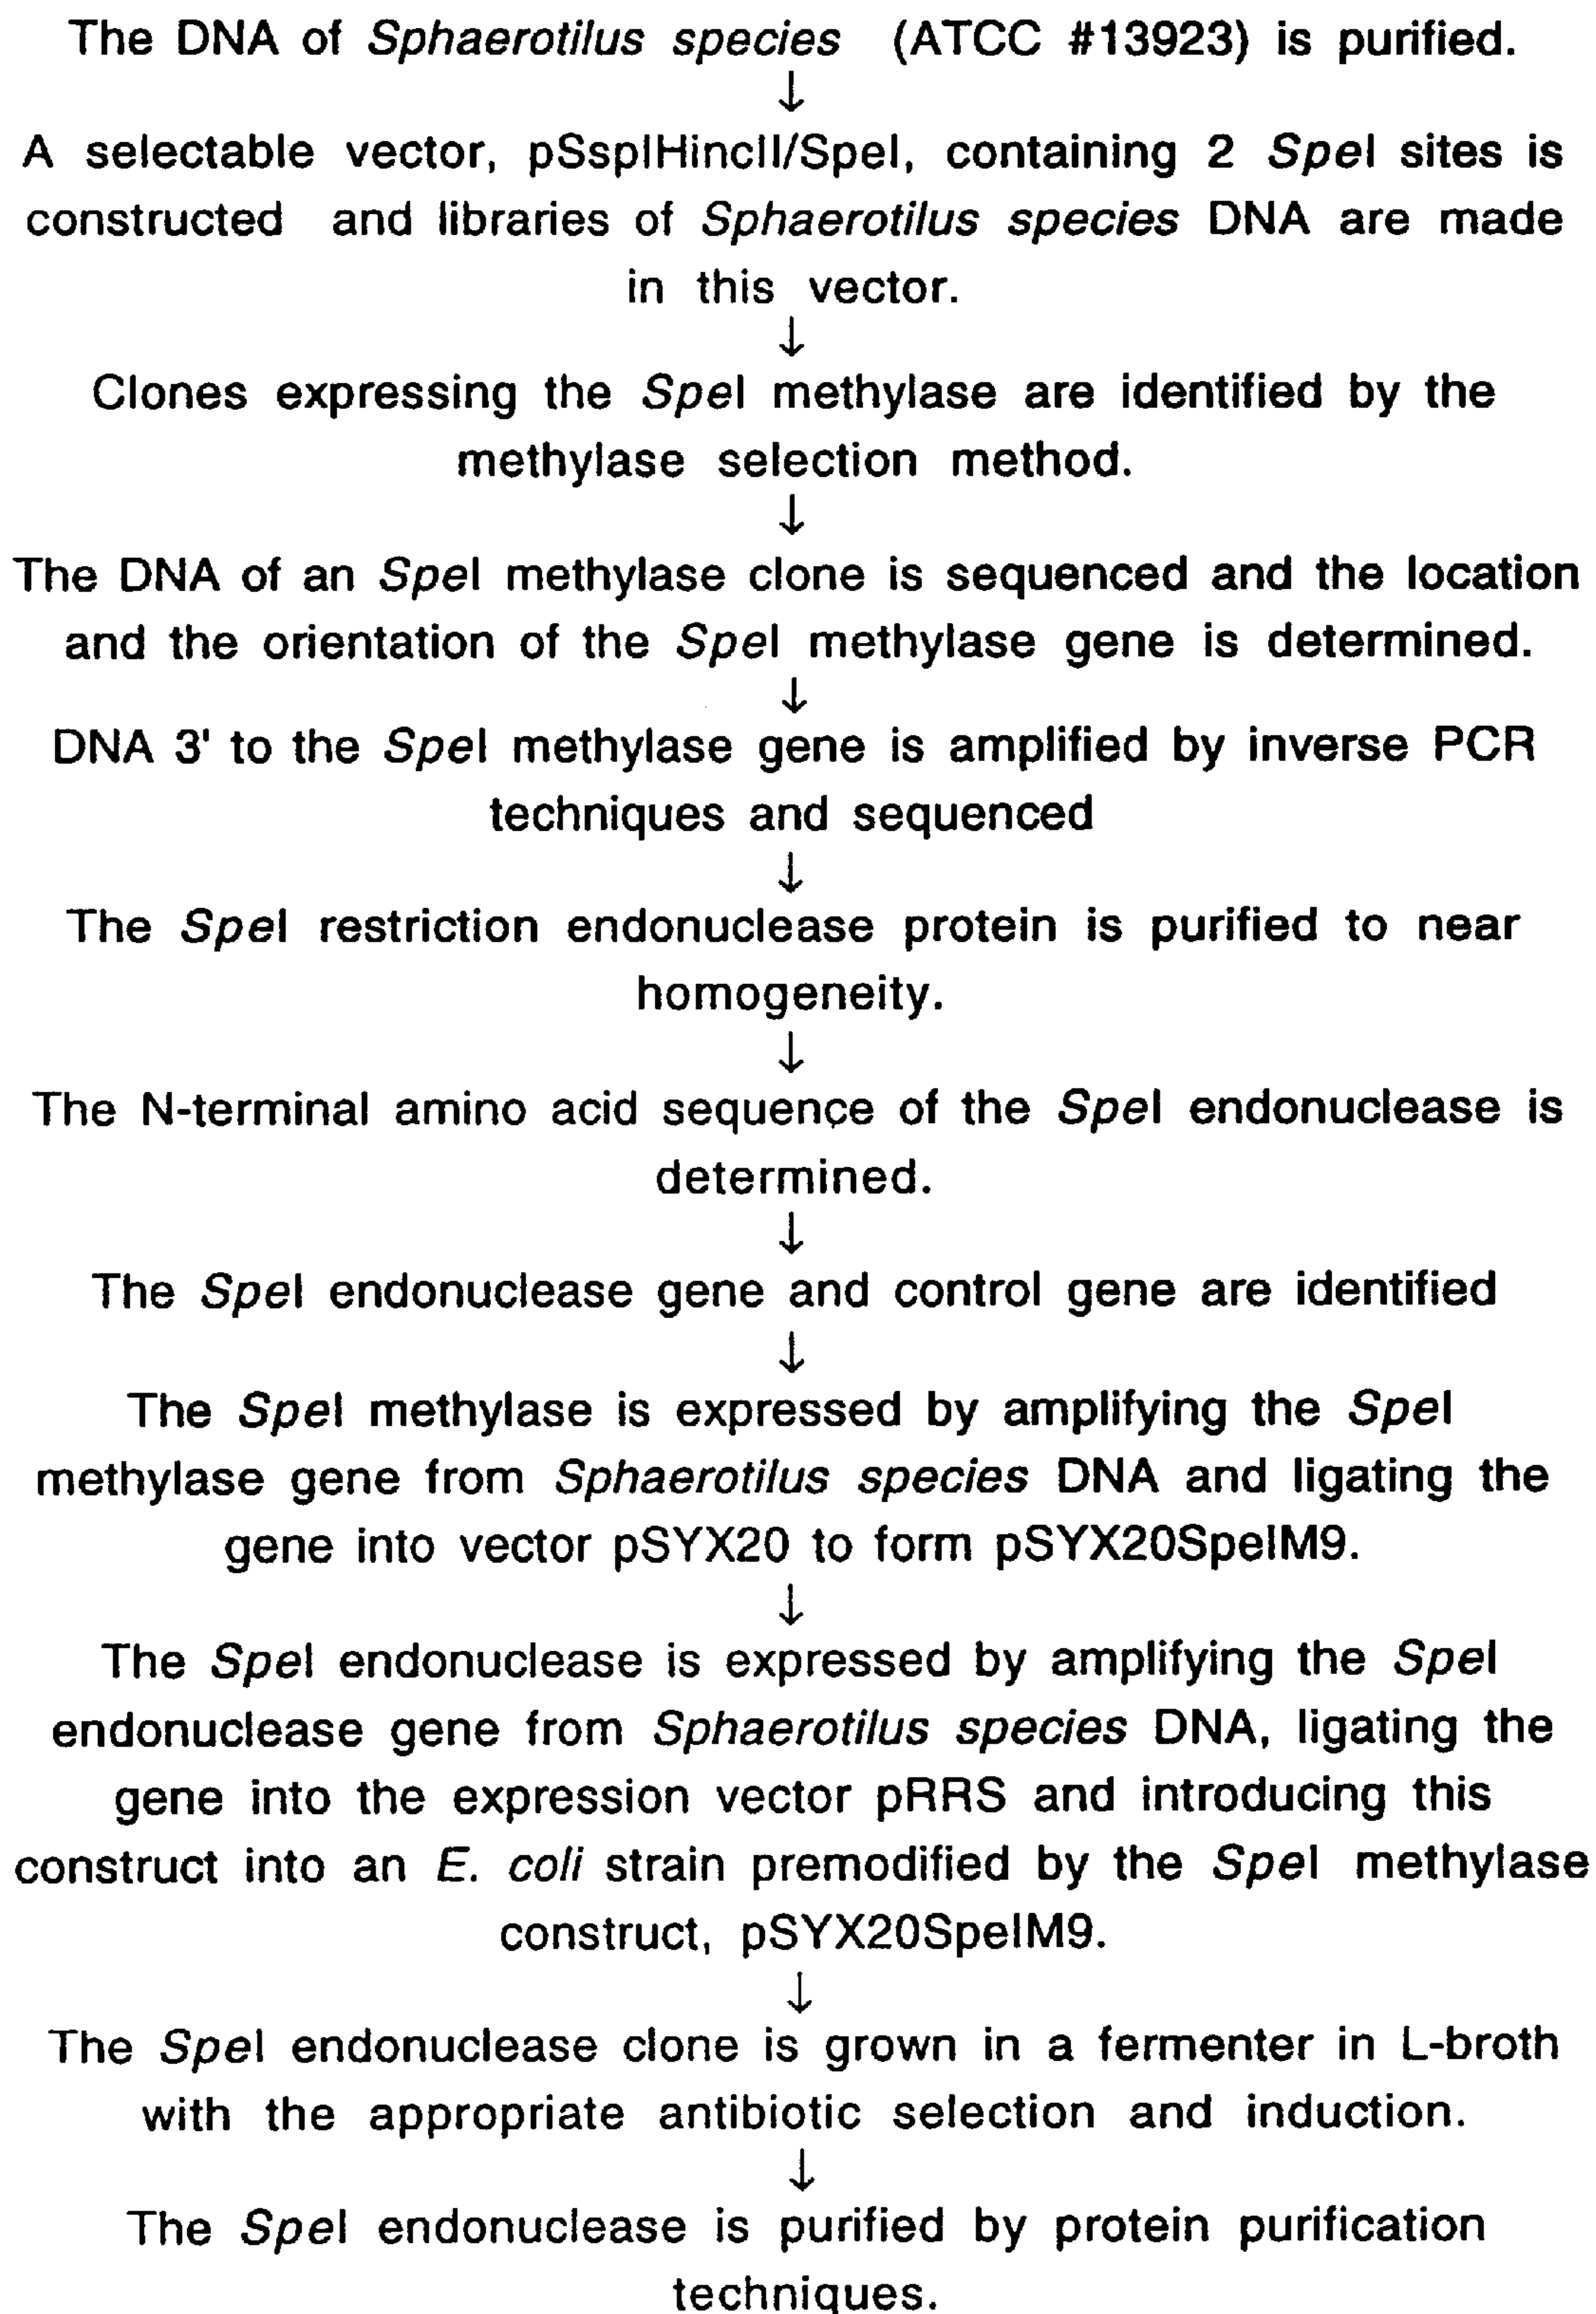 The DNA of Sphaerotilus species (ATCC #13923) is purified.
↓
A selectable vector, pSspIHincII/SpeI, containing 2 SpeI sites is
constructed and libraries of Sphaerotilus species DNA are made
in this vector.
↓
Clones expressing the SpeI methylase are identified by the
methylase selection method.
↓
The DNA of an SpeI methylase clone is sequenced and the location
and the orientation of the SpeI methylase gene is determined.
↓
DNA 3' to the SpeI methylase gene is amplified by inverse PCR
techniques and sequenced
↓
The SpeI restriction endonuclease protein is purified to near
homogeneity.
↓
The N-terminal amino acid sequence of the SpeI endonuclease is
determined.
↓
The SpeI endonuclease gene and control gene are identified
↓
The SpeI methylase is expressed by amplifying the SpeI
methylase gene from Sphaerotilus species DNA and ligating the
gene into vector pSYX20 to form pSYX20SpeIM9.
↓
The SpeI endonuclease is expressed by amplifying the SpeI
endonuclease gene from Sphaerotilus species DNA, ligating the
gene into the expression vector pRRS and introducing this
construct into an E. coli strain premodified by the SpeI methylase
construct, pSYX20SpeIM9.
↓
The SpeI endonuclease clone is grown in a fermenter in L-broth
with the appropriate antibiotic selection and induction.
↓
The SpeI endonuclease is purified by protein purification
techniques.